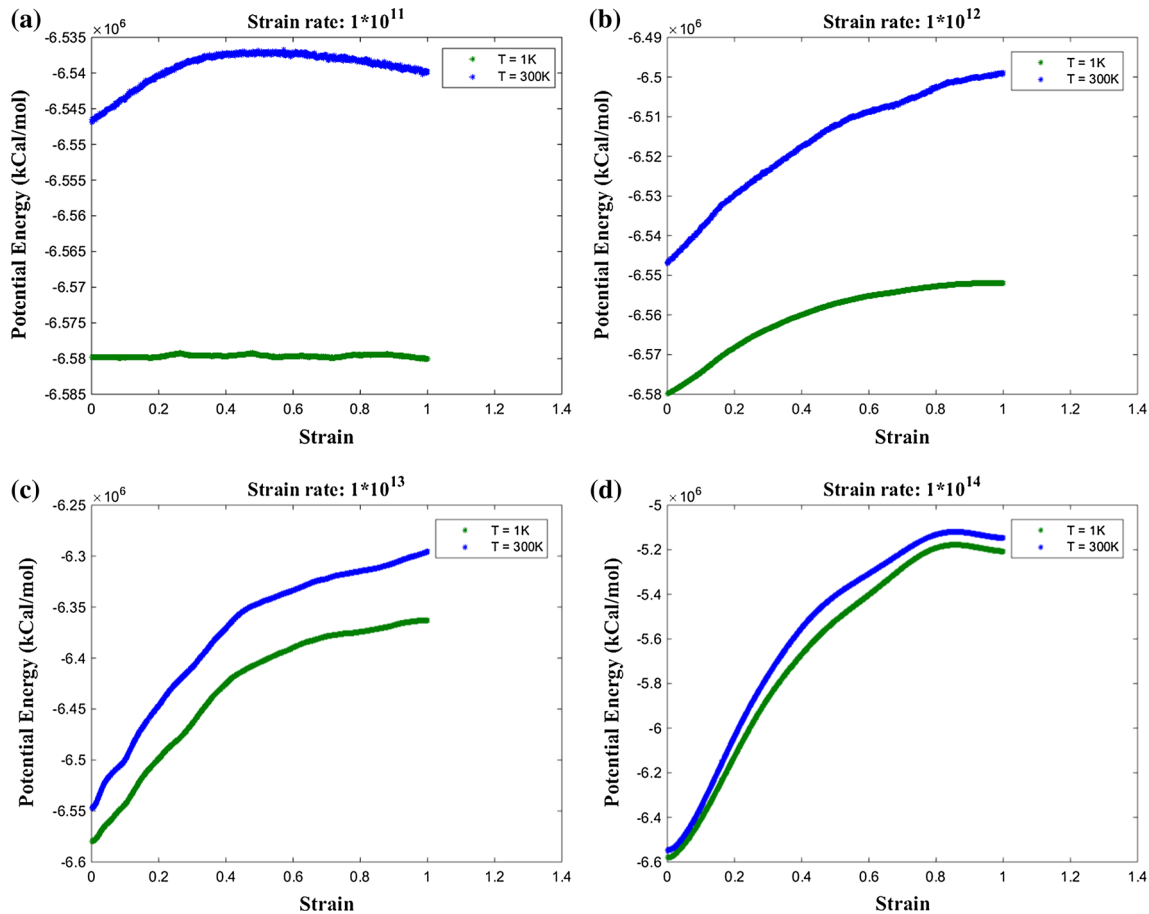 (a)
Strain rate: 1*10^11
×10^6
-6.535
-6.54
-6.545
-6.55
-6.555
-6.56
-6.565
-6.57
-6.575
-6.58
-6.585
Potential Energy (kCal/mol)
T = 1K
T = 300K
0 0.2 0.4 0.6 0.8 1 1.2 1.4
Strain
(b)
Strain rate: 1*10^12
×10^6
-6.49
-6.5
-6.51
-6.52
-6.53
-6.54
-6.55
-6.56
-6.57
-6.58
Potential Energy (kCal/mol)
T = 1K
T = 300K
0 0.2 0.4 0.6 0.8 1 1.2 1.4
Strain
(c)
Strain rate: 1*10^13
×10^6
-6.25
-6.3
-6.35
-6.4
-6.45
-6.5
-6.55
-6.6
Potential Energy (kCal/mol)
T = 1K
T = 300K
0 0.2 0.4 0.6 0.8 1 1.2 1.4
Strain
(d)
Strain rate: 1*10^14
×10^6
-5
-5.2
-5.4
-5.6
-5.8
-6
-6.2
-6.4
-6.6
Potential Energy (kCal/mol)
T = 1K
T = 300K
0 0.2 0.4 0.6 0.8 1 1.2 1.4
Strain